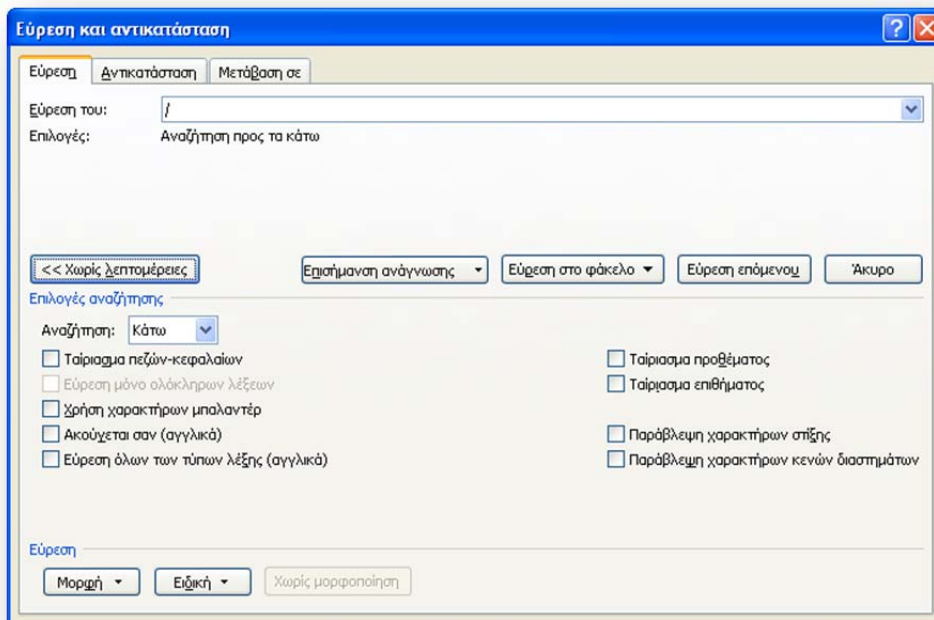 Εύρεση και αντικατάσταση
Εύρεση Αντικατάσταση Μετάβαση σε
Εύρεση του: /
Επιλογές: Αναζήτηση προς τα κάτω
<< Χωρίς λεπτομέρειες Επισήμανση ανάγνωσης Εύρεση στο φάκελο Εύρεση επόμενου Άκυρο
Επιλογές αναζήτησης
Αναζήτηση: Κάτω
Ταίριασμα πεζών-κεφαλαίων Ταίριασμα προθέματος
Εύρεση μόνο ολόκληρων λέξεων Ταίριασμα επιθήματος
Χρήση χαρακτήρων μπαλαντέρ
Ακούγεται σαν (αγγλικά) Παράβλεψη χαρακτήρων στίξης
Εύρεση όλων των τύπων λέξης (αγγλικά) Παράβλεψη χαρακτήρων κενών διαστημάτων
Εύρεση
Μορφή Ειδική Χωρίς μορφοποίηση